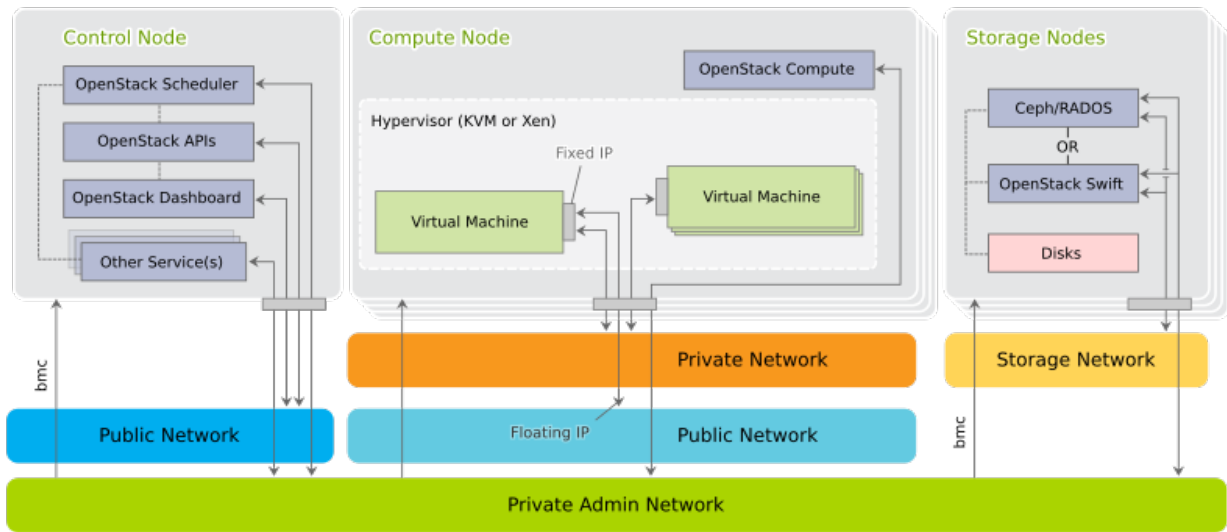 Control Node
OpenStack Scheduler
OpenStack APIs
OpenStack Dashboard
Other Service(s)
Compute Node
OpenStack Compute
Hypervisor (KVM or Xen)
Fixed IP
Virtual Machine
Virtual Machine
Storage Nodes
Ceph/RADOS
OR
OpenStack Swift
Disks
bmc
Private Network
Storage Network
bmc
Public Network
Floating IP
Public Network
Private Admin Network